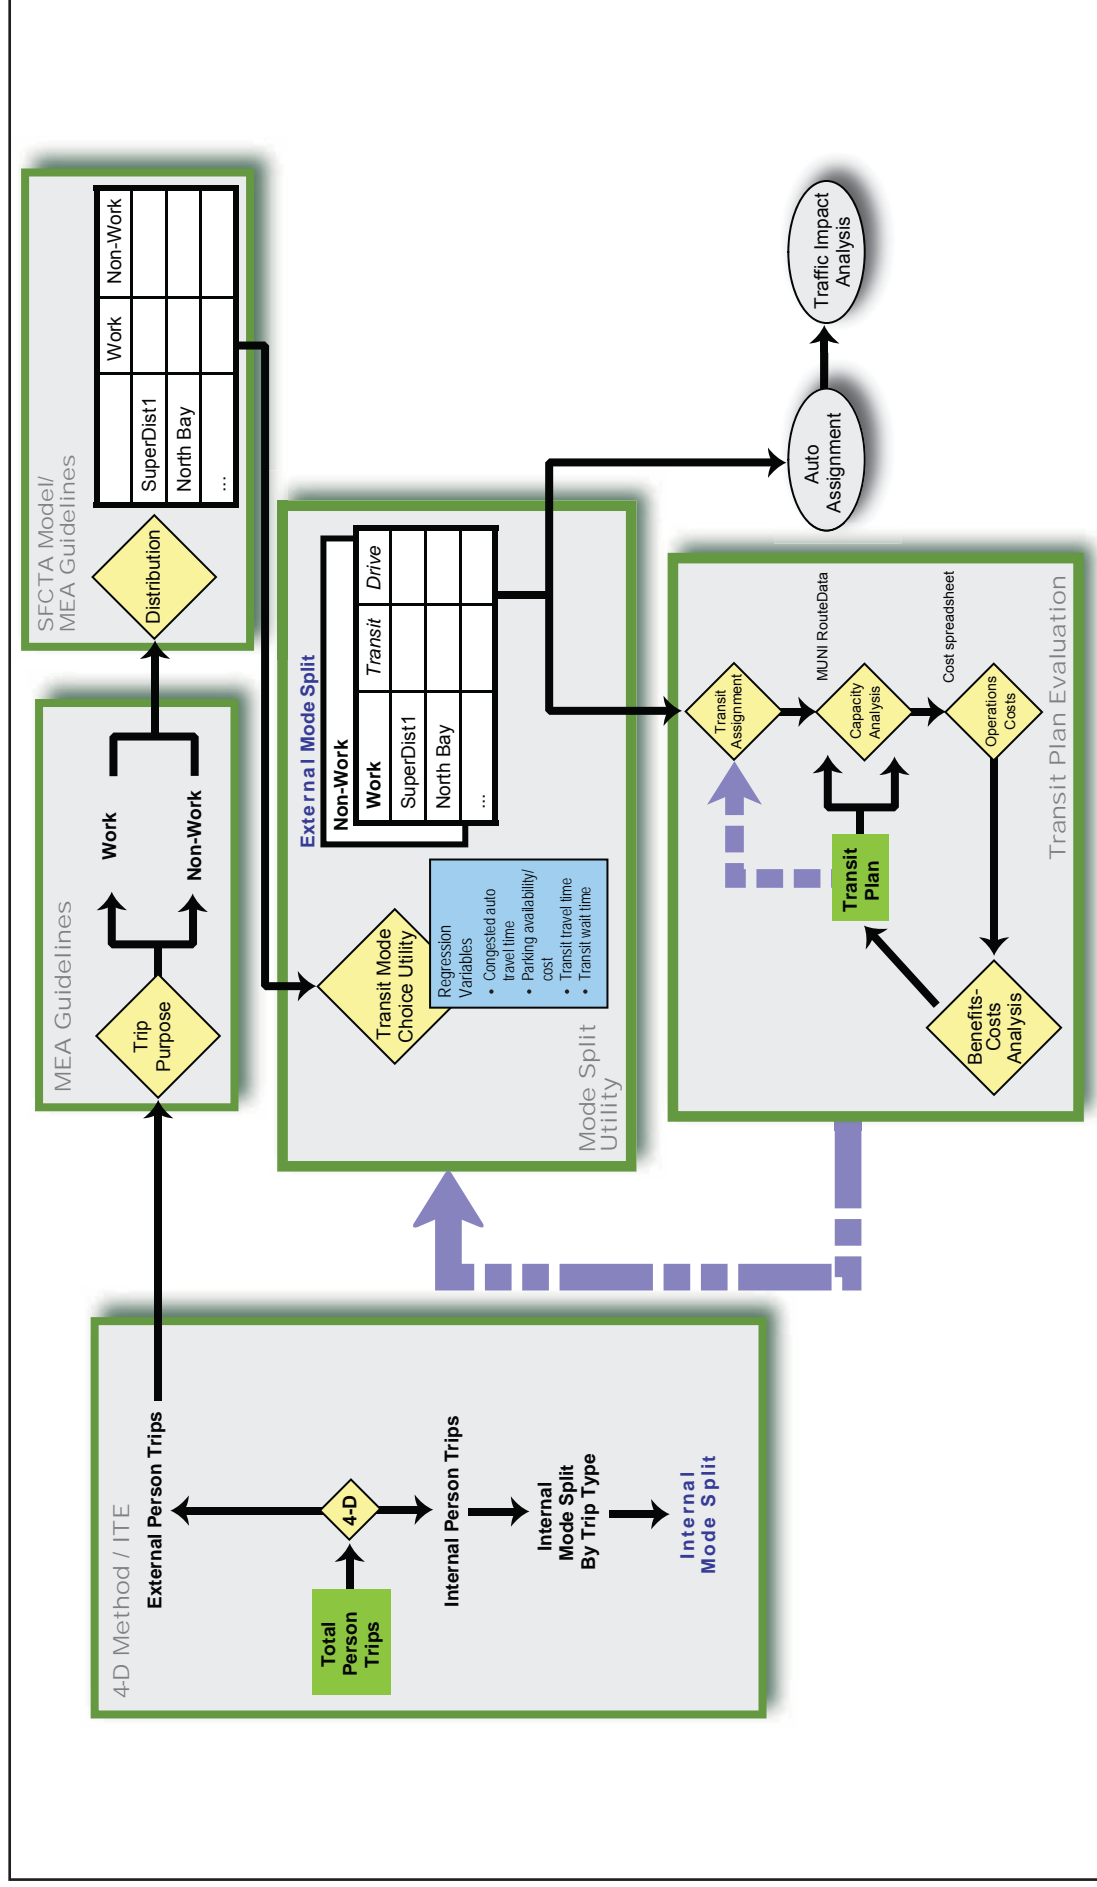 4-D Method / ITE
External Person Trips
Total
Person
Trips
4-D
Internal Person Trips
Internal
Mode Split
By Trip Type
Internal
Mode Split
MEA Guidelines
Trip
Purpose
Work
Non-Work
SFCTA Model/
MEA Guidelines
Distribution
Work Non-Work
SuperDist1
North Bay
...
Mode Split
Utility
Transit Mode
Choice Utility
Regression
Variables
• Congested auto
travel time
• Parking availability/
cost
• Transit travel time
• Transit wait time
External Mode Split
Non-Work
Work Transit Drive
SuperDist1
North Bay
...
Transit
Assignment
MUNI RouteData
Capacity
Analysis
Cost spreadsheet
Operations
Costs
Transit
Plan
Benefits-
Costs
Analysis
Transit Plan Evaluation
Auto
Assignment
Traffic Impact
Analysis